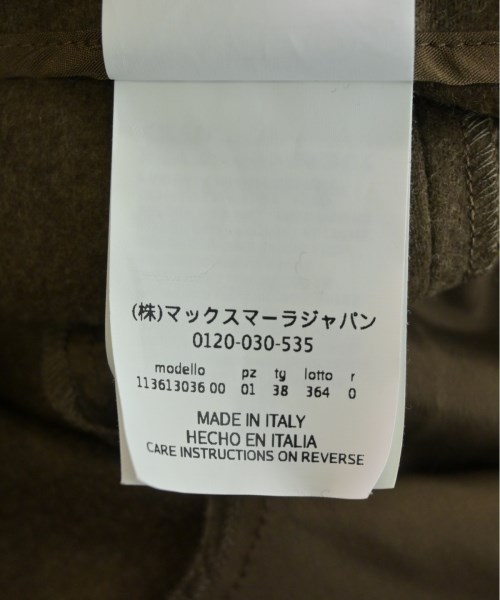 (株)マックスマーラジャパン
0120-030-535
modello pz tg lotto r
113613036 00 01 38 364 0
MADE IN ITALY
HECHO EN ITALIA
CARE INSTRUCTIONS ON REVERSE